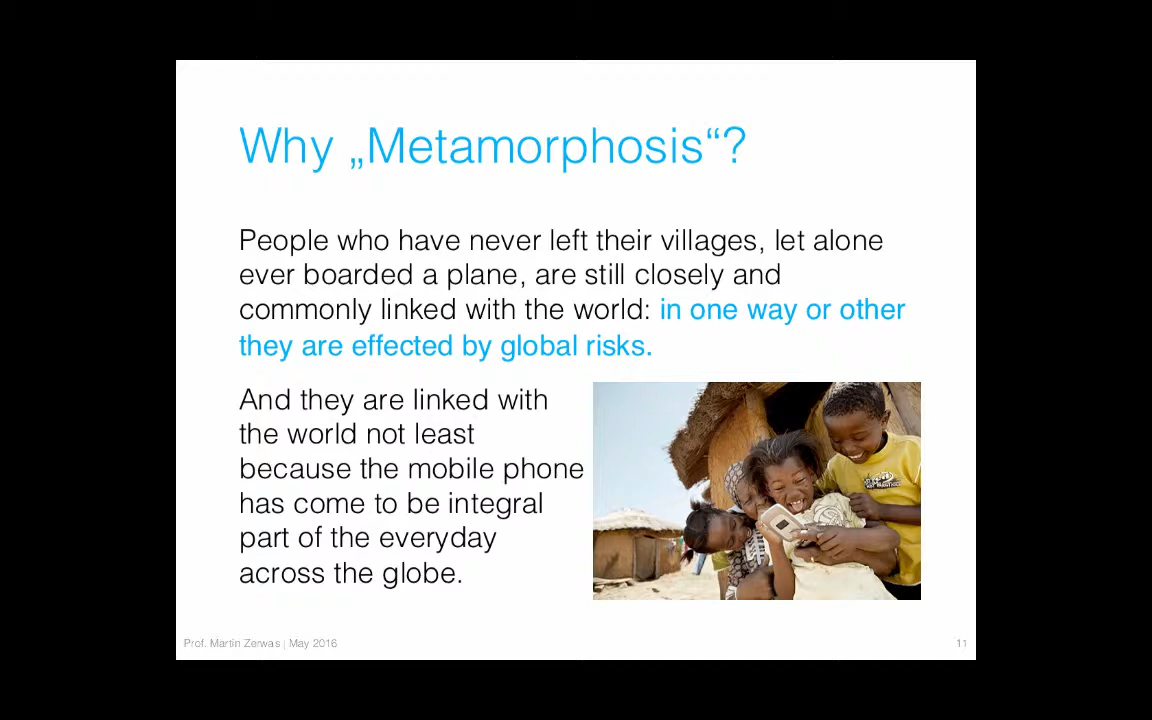 Why „Metamorphosis“?
People who have never left their villages, let alone
ever boarded a plane, are still closely and
commonly linked with the world: in one way or other
they are effected by global risks.
And they are linked with
the world not least
because the mobile phone
has come to be integral
part of the everyday
across the globe.
Prof. Martin Zerwas | May 2016
11